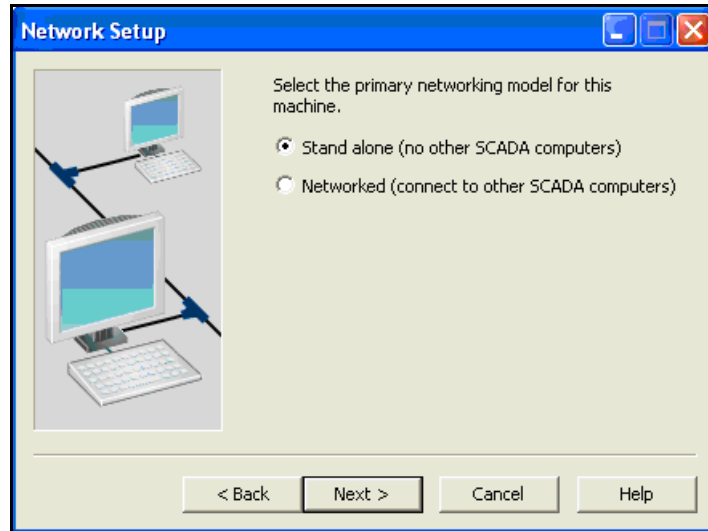 Network Setup
Select the primary networking model for this
machine.
Stand alone (no other SCADA computers)
Networked (connect to other SCADA computers)
< Back
Next >
Cancel
Help